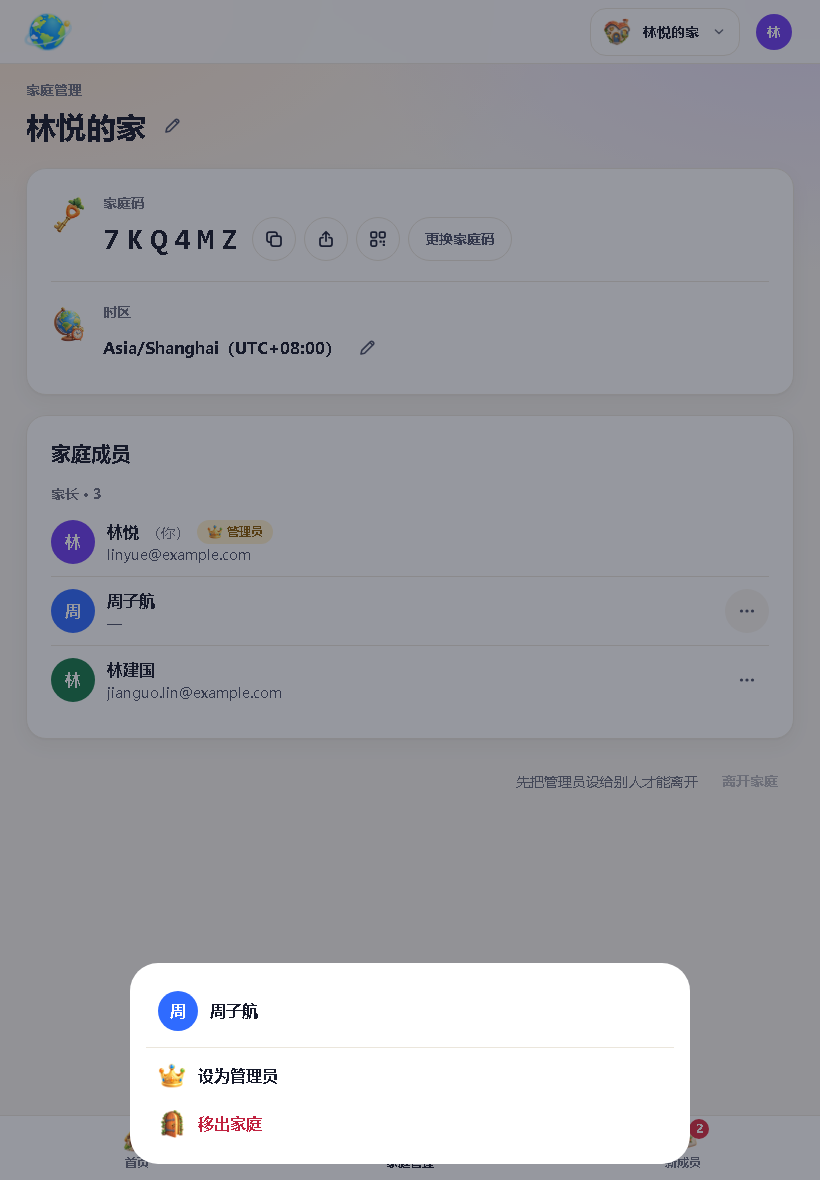 林悦的家
林
家庭管理
林悦的家
家庭码
7KQ4MZ
更换家庭码
时区
Asia/Shanghai (UTC+08:00)
家庭成员
家长 • 3
林
林悦 (你) 管理员
linyue@example.com
周
周子航
—
林
林建国
jianguo.lin@example.com
先把管理员设给别人才能离开 离开家庭
周 周子航
设为管理员
移出家庭
2
首页 家庭管理 新成员